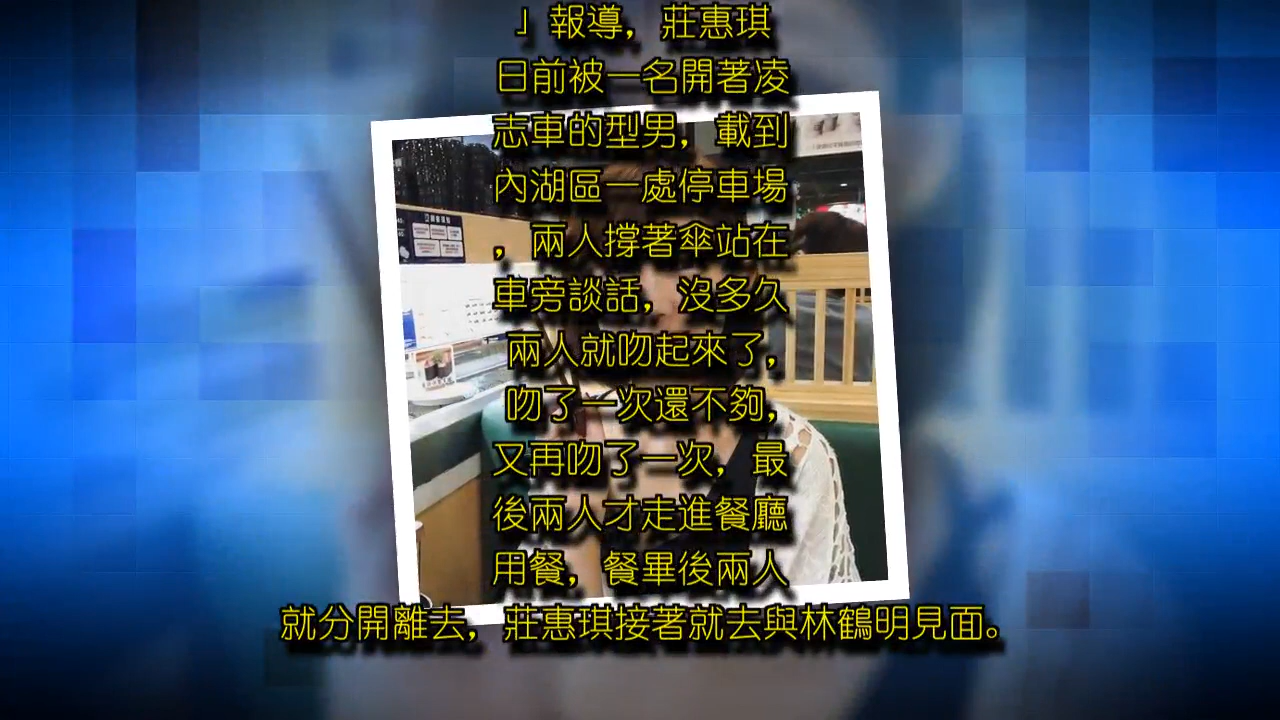 」報導，莊惠琪
日前被一名開著凌
志車的型男，載到
內湖區一處停車場
，兩人撐著傘站在
車旁談話，沒多久
兩人就吻起來了，
吻了一次還不夠，
又再吻了一次，最
後兩人才走進餐廳
用餐，餐畢後兩人
就分開離去，莊惠琪接著就去與林鶴明見面。